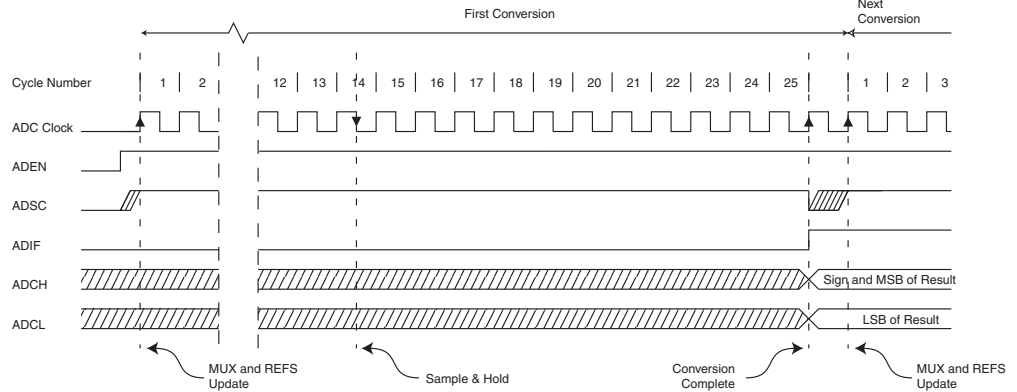 Next
Conversion
First Conversion
Cycle Number 1 2 12 13 14 15 16 17 18 19 20 21 22 23 24 25 1 2 3
ADC Clock
ADEN
ADSC
ADIF
ADCH Sign and MSB of Result
ADCL LSB of Result
MUX and REFS
Update
Sample & Hold
Conversion
Complete
MUX and REFS
Update